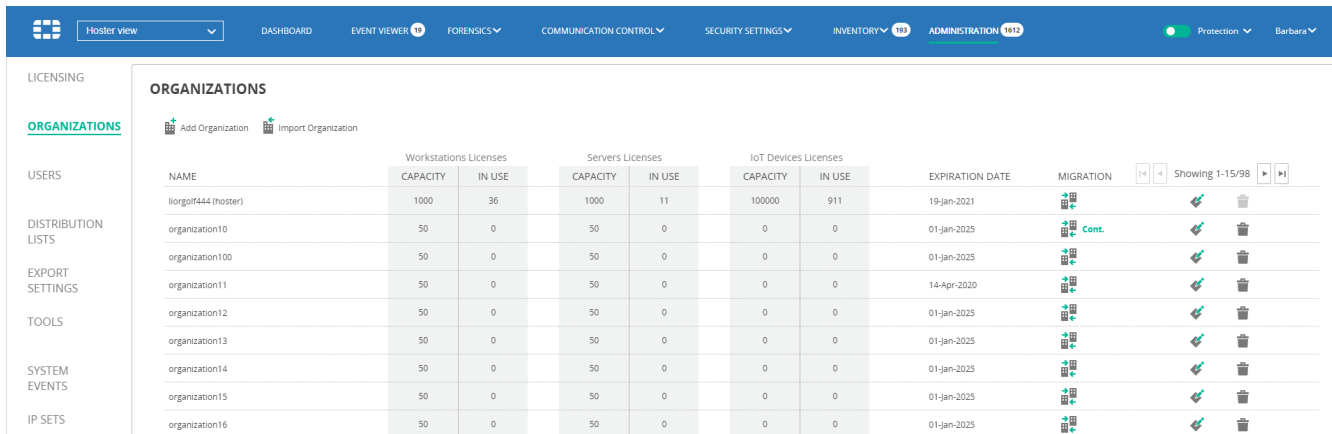 Hoster view DASHBOARD EVENT VIEWER 19 FORENSICS COMMUNICATION CONTROL SECURITY SETTINGS INVENTORY 193 ADMINISTRATION 1612 Protection Barbara
LICENSING
ORGANIZATIONS
USERS
DISTRIBUTION
LISTS
EXPORT
SETTINGS
TOOLS
SYSTEM
EVENTS
IP SETS
ORGANIZATIONS
Add Organization Import Organization
Workstations Licenses Servers Licenses IoT Devices Licenses
NAME CAPACITY IN USE CAPACITY IN USE CAPACITY IN USE EXPIRATION DATE MIGRATION Showing 1-15/98
liorgolf444 (hoster) 1000 36 1000 11 100000 911 19-Jan-2021
organization10 50 0 50 0 0 0 01-Jan-2025 Cont.
organization100 50 0 50 0 0 0 01-Jan-2025
organization11 50 0 50 0 0 0 14-Apr-2020
organization12 50 0 50 0 0 0 01-Jan-2025
organization13 50 0 50 0 0 0 01-Jan-2025
organization14 50 0 50 0 0 0 01-Jan-2025
organization15 50 0 50 0 0 0 01-Jan-2025
organization16 50 0 50 0 0 0 01-Jan-2025